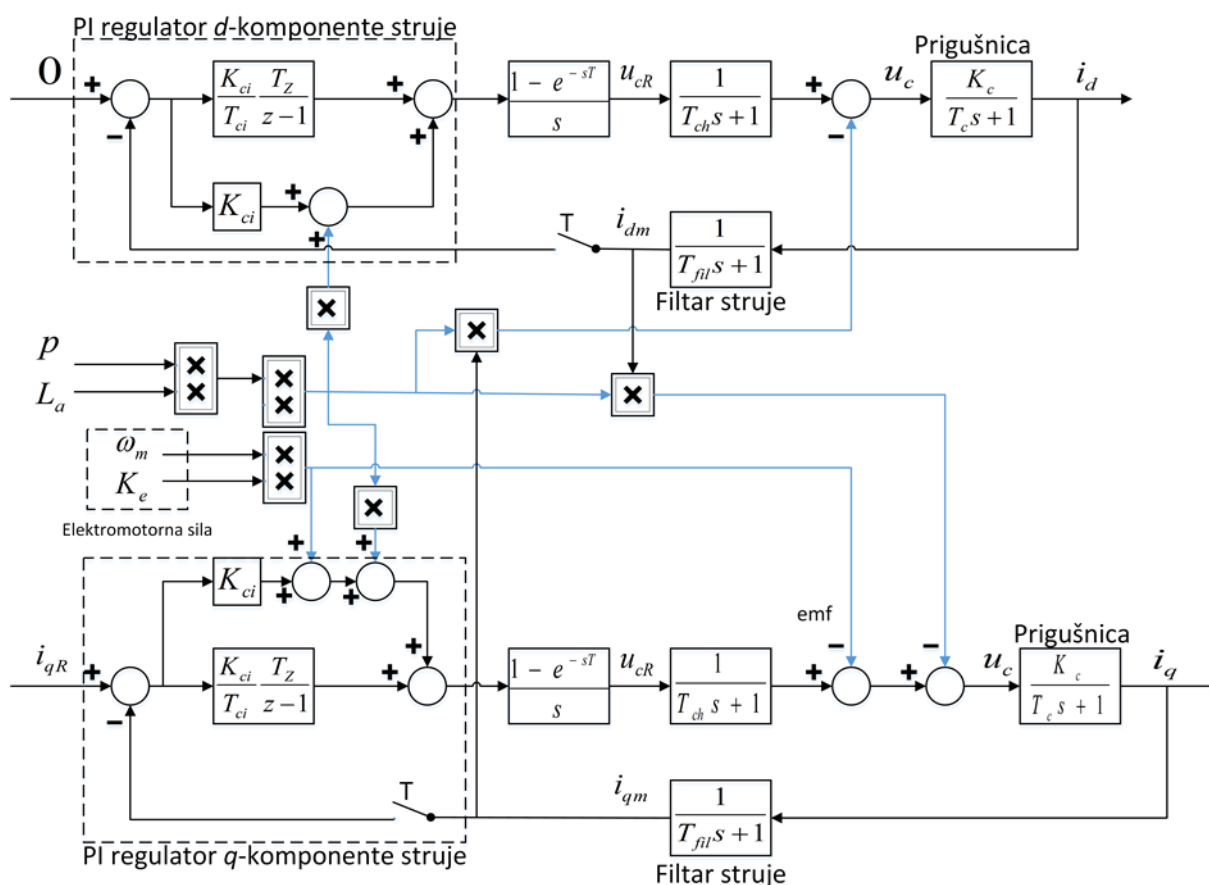 PI regulator d-komponente struje
0
+
−
K_ci T_Z
T_ci z − 1
+
+
K_ci
+
+
1 − e^−sT
s
u_cR
1
T_ch s + 1
+
−
u_c
Prigušnica
K_c
T_c s + 1
i_d
T
i_dm
1
T_fil s + 1
Filtar struje
×
×
p
L_a
×
×
×
×
×
ω_m
K_e
×
×
Elektromotorna sila
×
+
+
K_ci
+
+
emf
i_qR
+
−
K_ci T_Z
T_ci z − 1
+
+
1 − e^−sT
s
u_cR
1
T_ch s + 1
+
−
+
−
u_c
Prigušnica
K_c
T_c s + 1
i_q
T
i_qm
1
T_fil s + 1
Filtar struje
PI regulator q-komponente struje